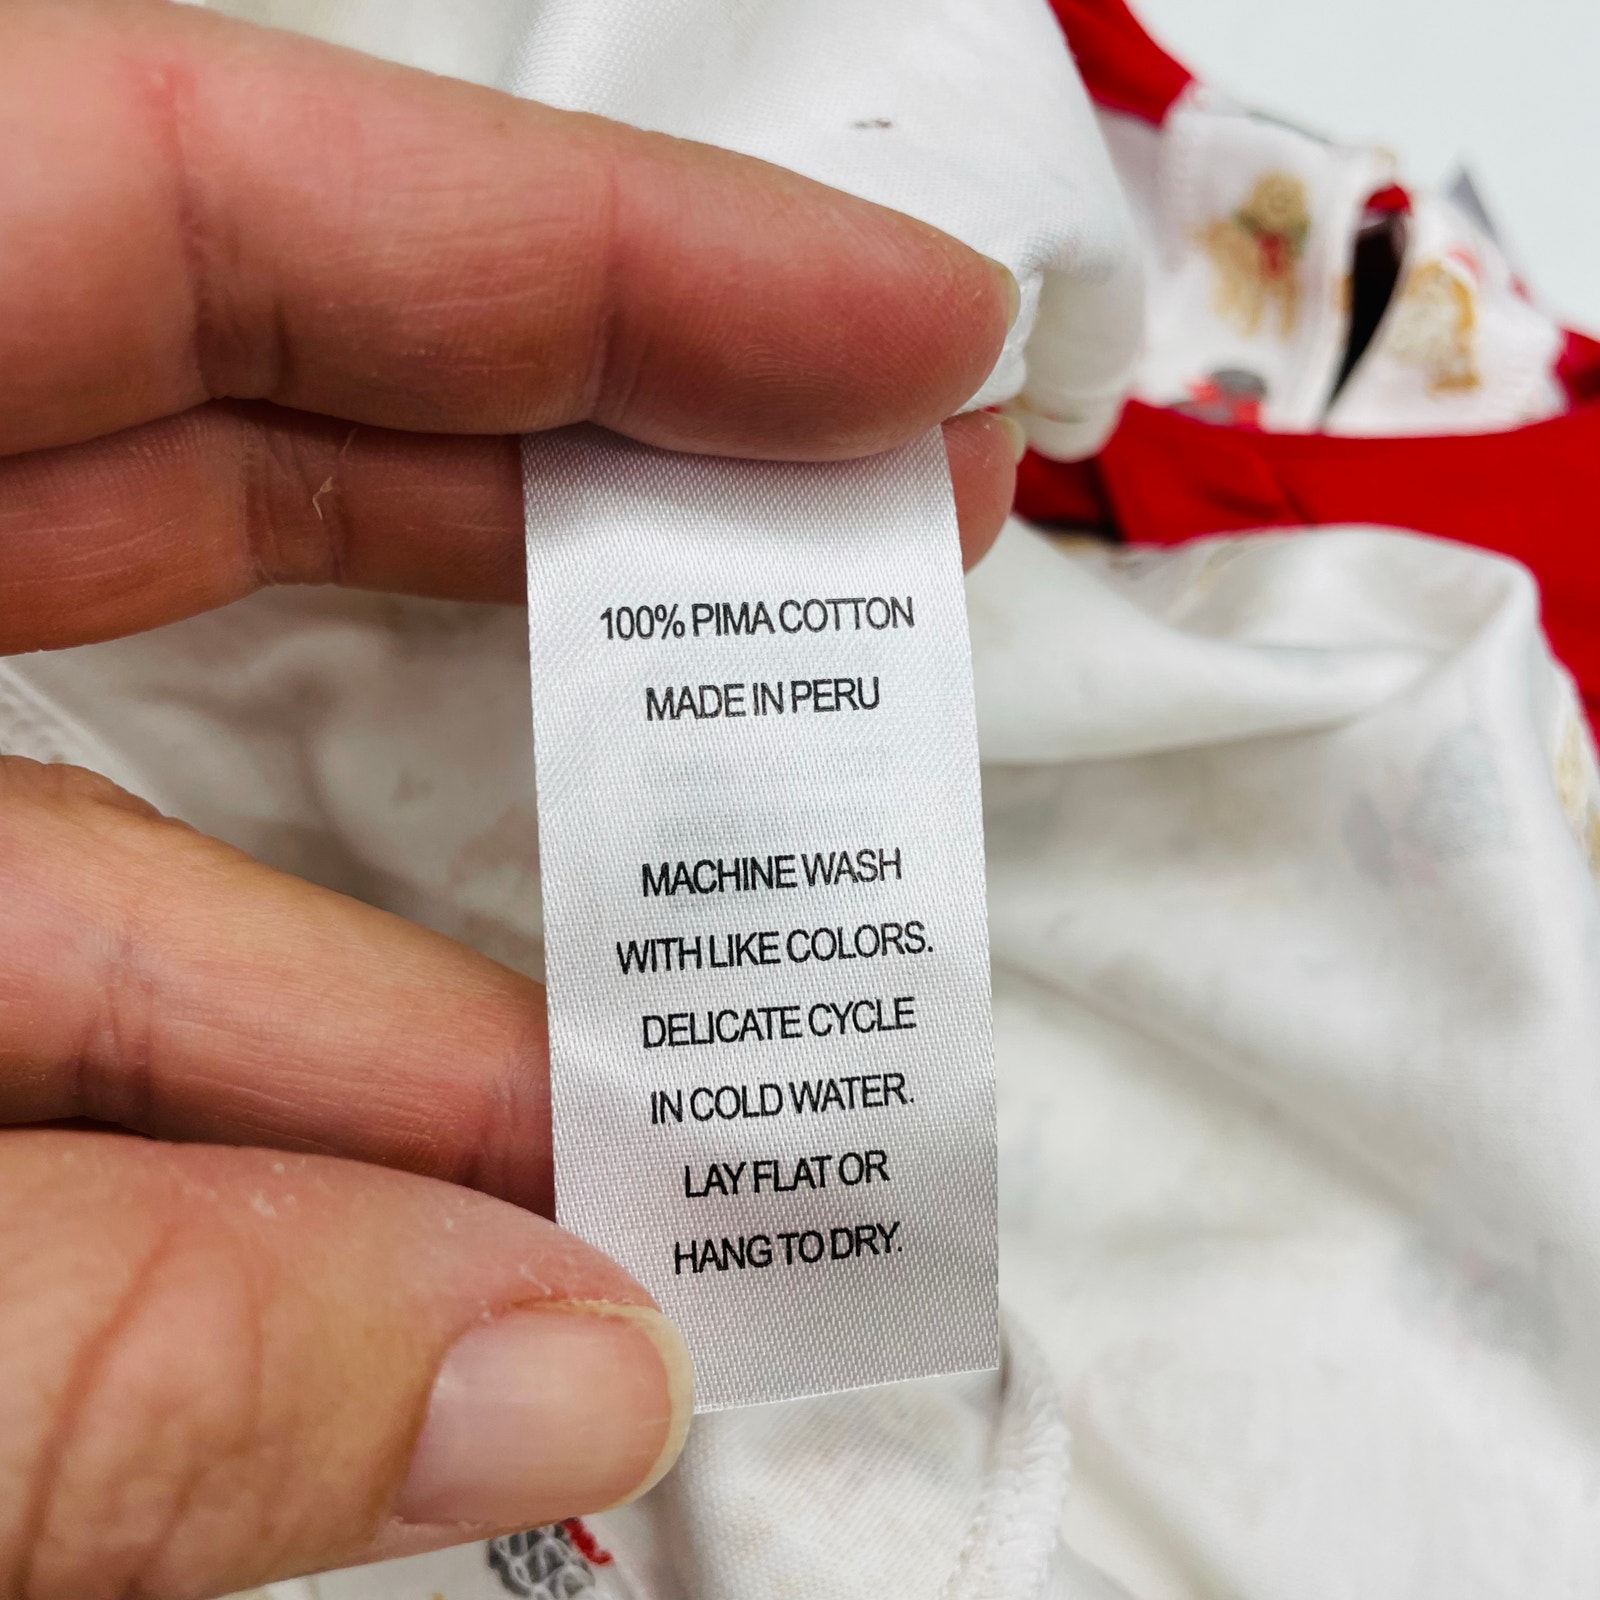 100% PIMA COTTON
MADE IN PERU
MACHINE WASH
WITH LIKE COLORS.
DELICATE CYCLE
IN COLD WATER.
LAY FLAT OR
HANG TO DRY.